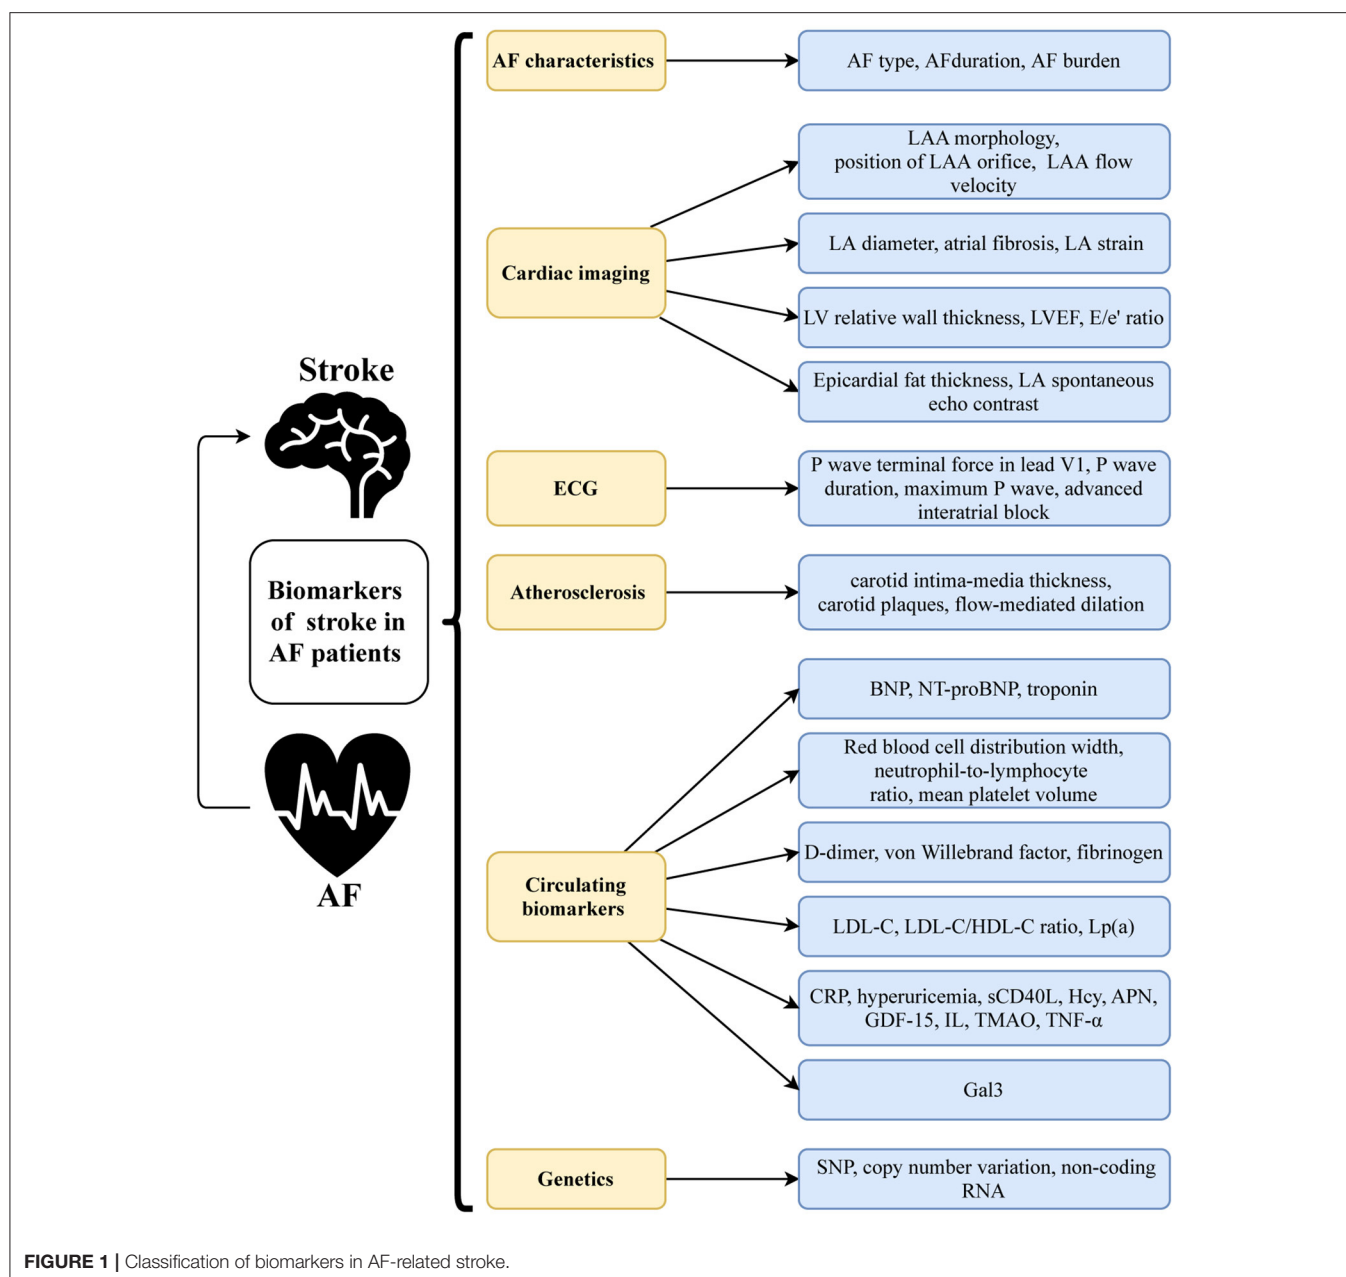 Stroke
Biomarkers
of stroke in
AF patients
AF
AF characteristics
AF type, AFduration, AF burden
Cardiac imaging
LAA morphology,
position of LAA orifice, LAA flow
velocity
LA diameter, atrial fibrosis, LA strain
LV relative wall thickness, LVEF, E/e' ratio
Epicardial fat thickness, LA spontaneous
echo contrast
ECG
P wave terminal force in lead V1, P wave
duration, maximum P wave, advanced
interatrial block
Atherosclerosis
carotid intima-media thickness,
carotid plaques, flow-mediated dilation
Circulating
biomarkers
BNP, NT-proBNP, troponin
Red blood cell distribution width,
neutrophil-to-lymphocyte
ratio, mean platelet volume
D-dimer, von Willebrand factor, fibrinogen
LDL-C, LDL-C/HDL-C ratio, Lp(a)
CRP, hyperuricemia, sCD40L, Hcy, APN,
GDF-15, IL, TMAO, TNF-α
Gal3
Genetics
SNP, copy number variation, non-coding
RNA
FIGURE 1 | Classification of biomarkers in AF-related stroke.